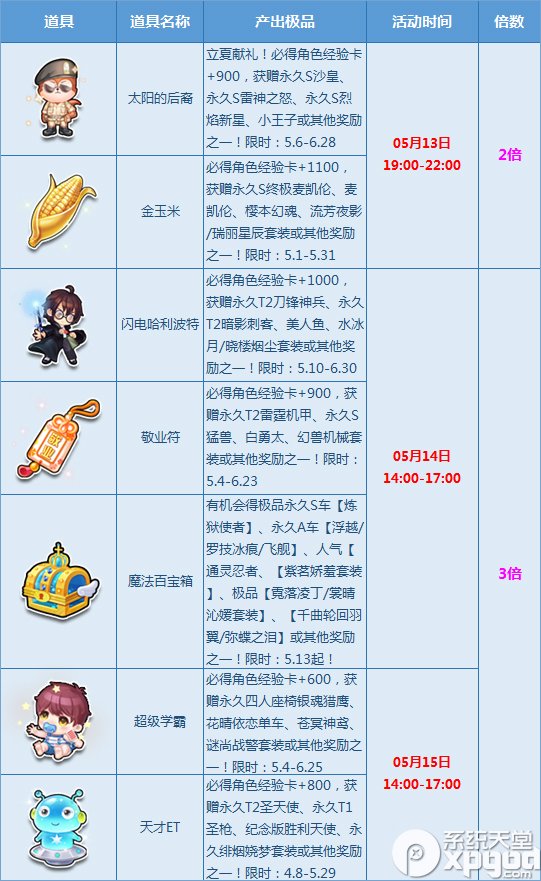 道具 道具名称 产出极品 活动时间 倍数
太阳的后裔
立夏献礼！必得角色经验卡
+900，获赠永久S沙皇、
永久S雷神之怒、永久S烈
焰新星、小王子或其他奖励
之一！限时：5.6-6.28
金玉米
必得角色经验卡+1100，
获赠永久S终极麦凯伦、麦
凯伦、樱本幻魂、流芳夜影
/瑞丽星辰套装或其他奖励
之一！限时：5.1-5.31
05月13日
19:00-22:00
2倍
闪电哈利波特
必得角色经验卡+1000，
获赠永久T2刀锋神兵、永久
T2暗影刺客、美人鱼、水冰
月/晓楼烟尘套装或其他奖
励之一！限时：5.10-6.30
敬业符
必得角色经验卡+900，获
赠永久T2雷霆机甲、永久S
猛兽、白勇太、幻兽机械套
装或其他奖励之一！限时：
5.4-6.23
魔法百宝箱
有机会得极品永久S车【炼
狱使者】、永久A车【浮越/
罗技冰痕/飞舰】、人气【
通灵忍者、【紫茗娇羞套装】
、极品【霓落凌丁/裳晴
沁媛套装】、【千曲轮回羽
翼/弥蝶之泪】或其他奖励
之一！限时：5.13起！
05月14日
14:00-17:00
3倍
超级学霸
必得角色经验卡+600，获
赠永久四人座椅银魂猎鹰、
花晴依恋单车、苍冥神鸢、
谜尚战警套装或其他奖励之
一！限时：5.4-6.25
天才ET
必得角色经验卡+800，获
赠永久T2圣天使、永久T1
圣枪、纪念版胜利天使、永
久绯烟娆梦套装或其他奖励
之一！限时：4.8-5.29
05月15日
14:00-17:00
敬业
系统天堂